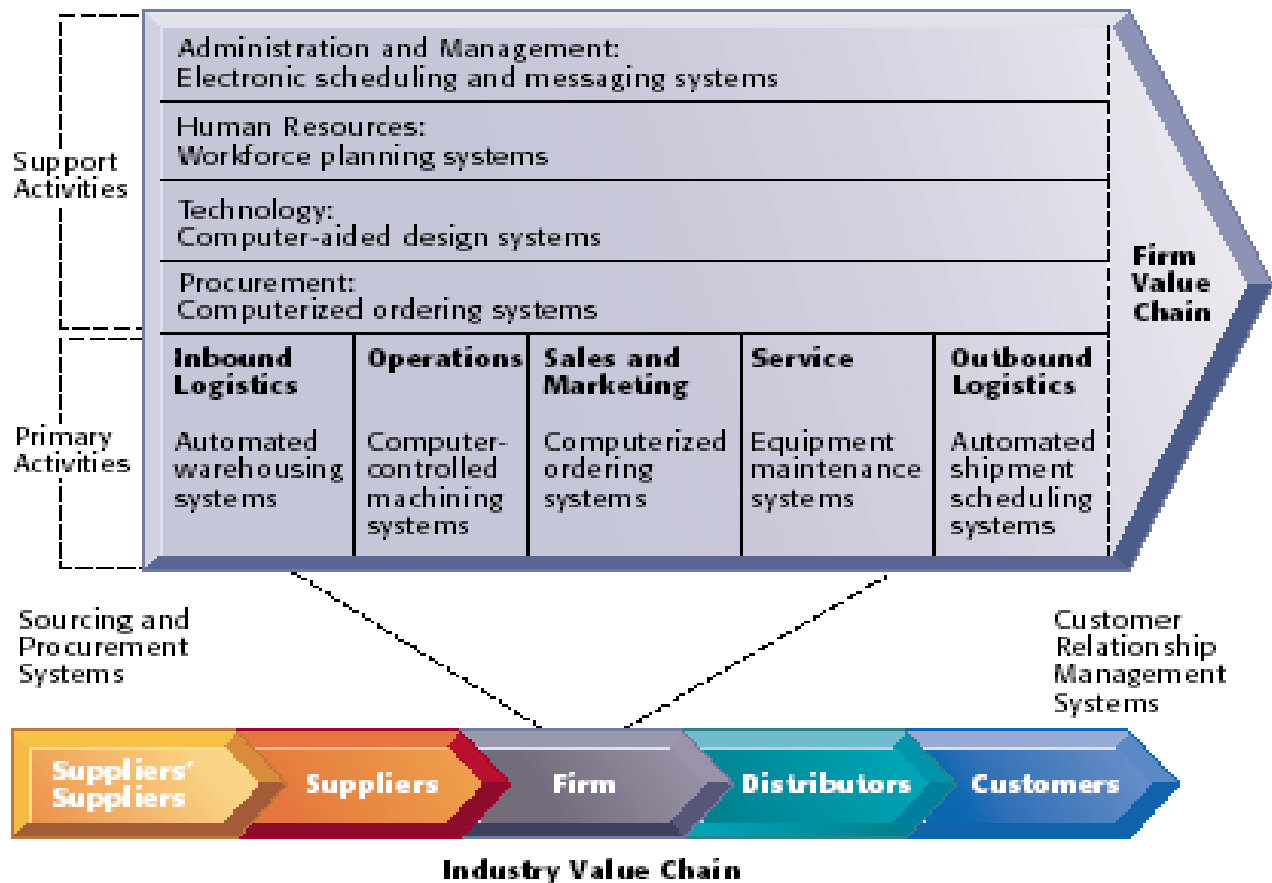 Administration and Management:
Electronic scheduling and messaging systems
Human Resources:
Workforce planning systems
Support
Activities
Technology:
Computer-aided design systems
Procurement:
Computerized ordering systems
Firm
Value
Chain
Primary
Activities
Inbound
Logistics
Automated
warehousing
systems
Operations
Computer-
controlled
machining
systems
Sales and
Marketing
Computerized
ordering
systems
Service
Equipment
maintenance
systems
Outbound
Logistics
Automated
shipment
scheduling
systems
Sourcing and
Procurement
Systems
Customer
Relationship
Management
Systems
Suppliers'
Suppliers
Suppliers
Firm
Distributors
Customers
Industry Value Chain